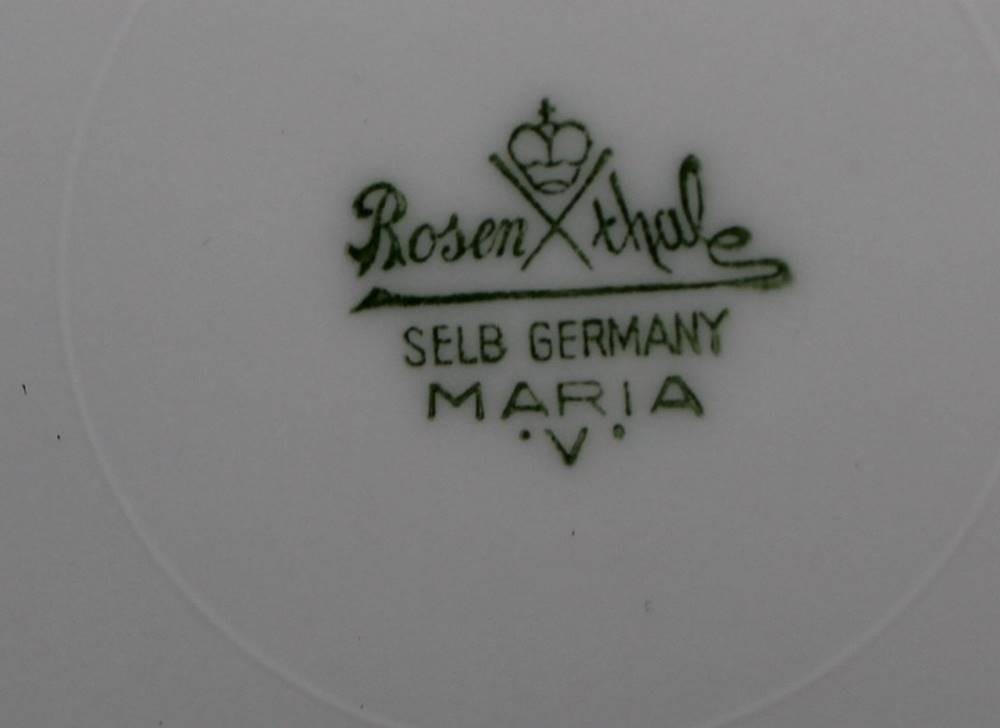 Rosenthal
SELB GERMANY
MARIA
• V •